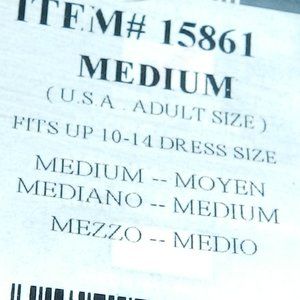 ITEM# 15861
MEDIUM
( U.S.A . ADULT SIZE )
FITS UP 10-14 DRESS SIZE
MEDIUM -- MOYEN
MEDIANO -- MEDIUM
MEZZO -- MEDIO